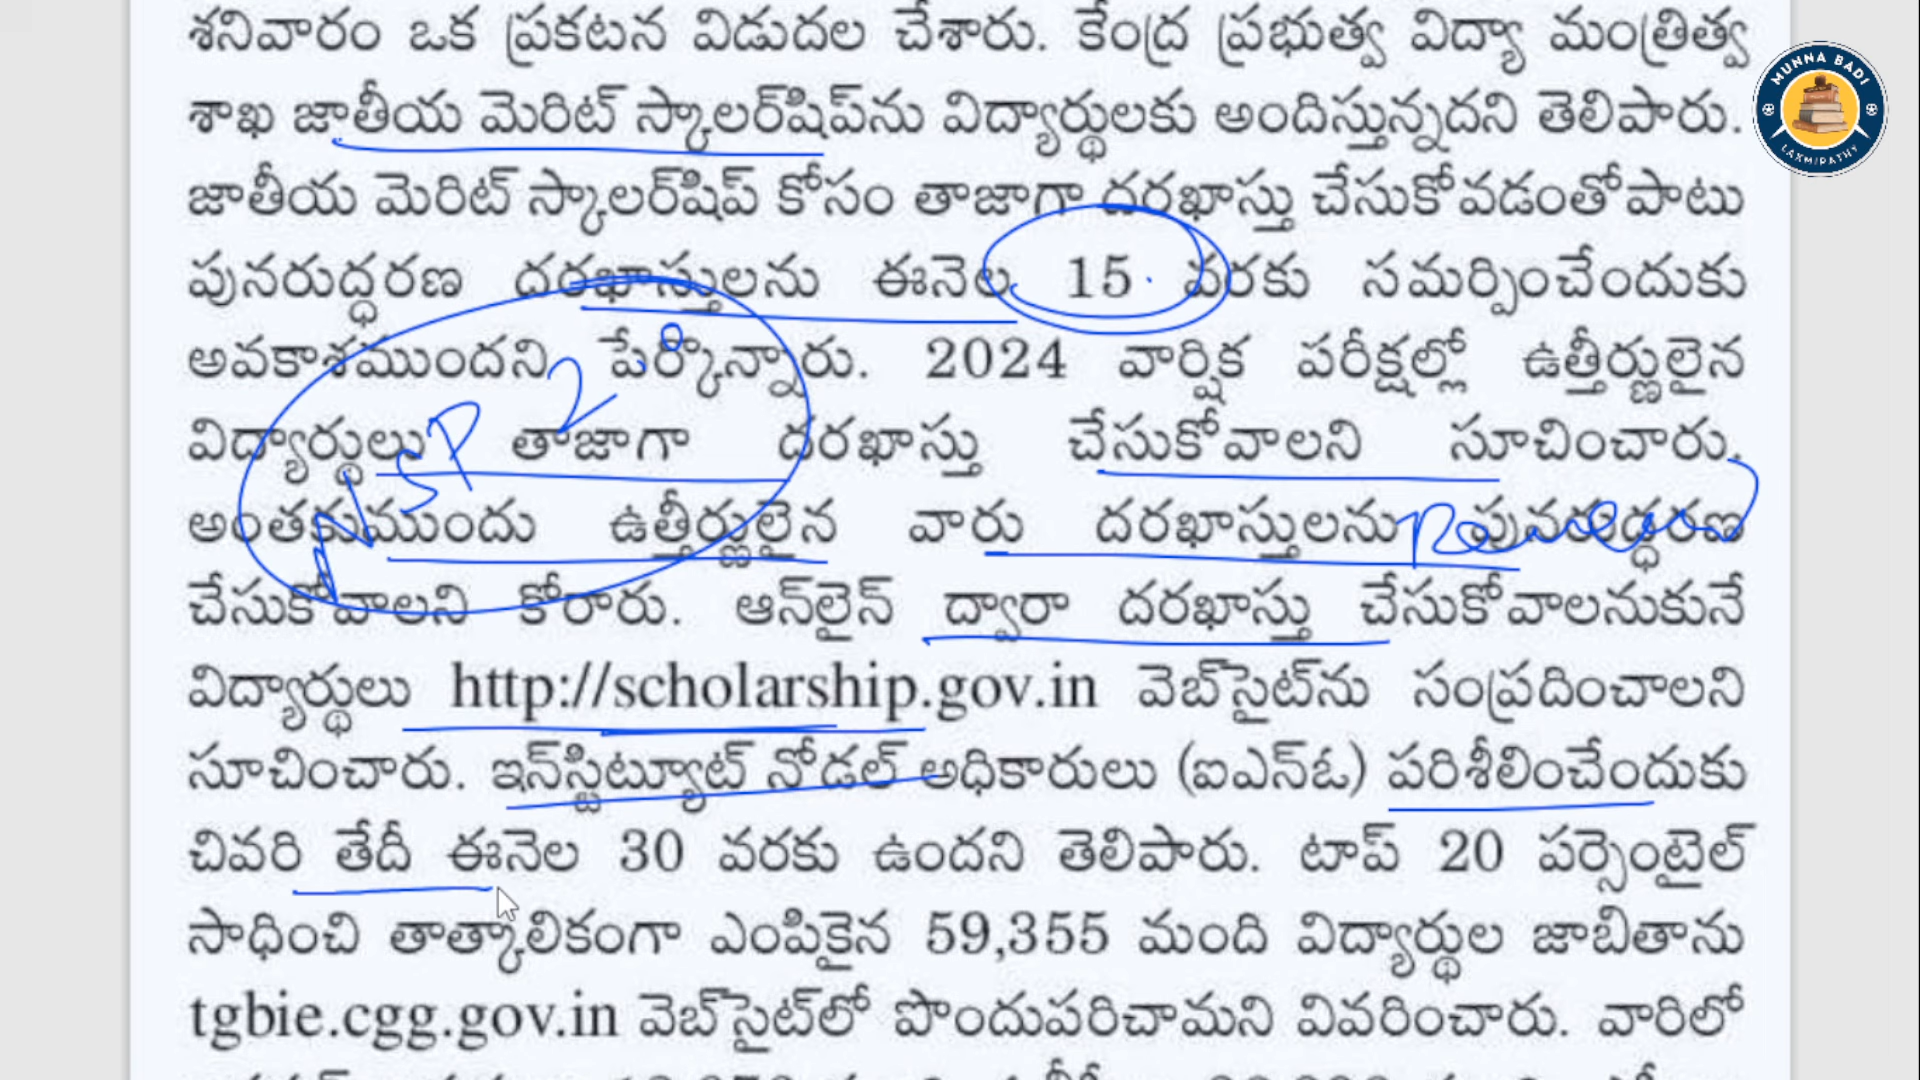 శనివారం ఒక ప్రకటన విడుదల చేశారు. కేంద్ర ప్రభుత్వ విద్యా మంత్రిత్వ
శాఖ జాతీయ మెరిట్ స్కాలర్‌షిప్‌ను విద్యార్థులకు అందిస్తున్నదని తెలిపారు.
జాతీయ మెరిట్ స్కాలర్‌షిప్ కోసం తాజాగా దరఖాస్తు చేసుకోవడంతోపాటు
పునరుద్ధరణ దరఖాస్తులను ఈనెల 15 వరకు సమర్పించేందుకు
అవకాశముందని పేర్కొన్నారు. 2024 వార్షిక పరీక్షల్లో ఉత్తీర్ణులైన
విద్యార్థులు తాజాగా దరఖాస్తు చేసుకోవాలని సూచించారు.
అంతకుముందు ఉత్తీర్ణులైన వారు దరఖాస్తులను పునరుద్ధరణ
చేసుకోవాలని కోరారు. ఆన్‌లైన్ ద్వారా దరఖాస్తు చేసుకోవాలనుకునే
విద్యార్థులు http://scholarship.gov.in వెబ్‌సైట్‌ను సంప్రదించాలని
సూచించారు. ఇన్‌స్టిట్యూట్ నోడల్ అధికారులు (ఐఎన్ఓ) పరిశీలించేందుకు
చివరి తేదీ ఈనెల 30 వరకు ఉందని తెలిపారు. టాప్ 20 పర్సెంటైల్
సాధించి తాత్కాలికంగా ఎంపికైన 59,355 మంది విద్యార్థుల జాబితాను
tgbie.cgg.gov.in వెబ్‌సైట్‌లో పొందుపరిచామని వివరించారు. వారిలో
NSP 2.0
MUNNA BADI
LAXMIPATHY